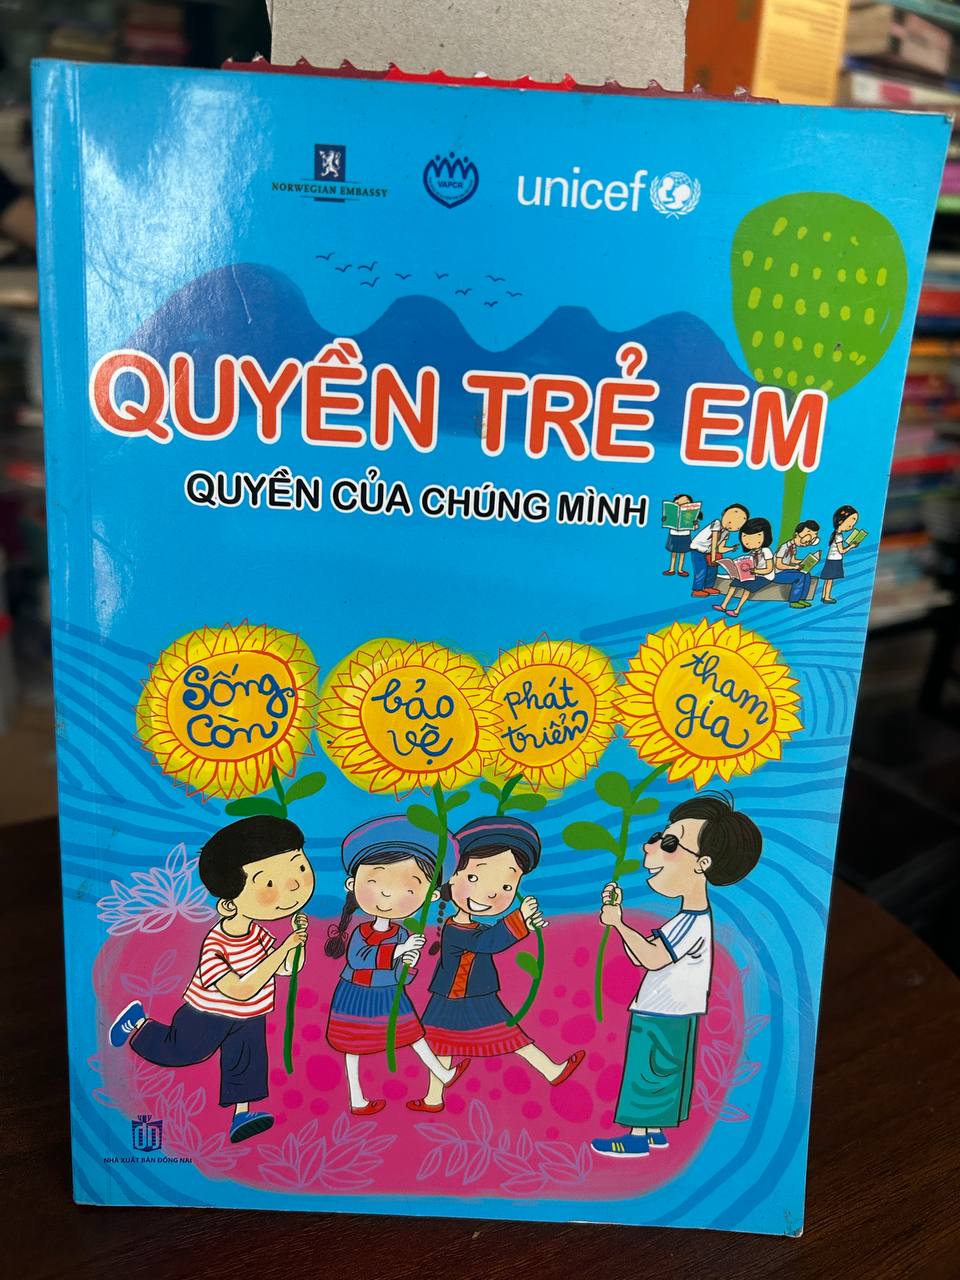 NORWEGIAN EMBASSY
VAPCR
unicef
QUYỀN TRẺ EM
QUYỀN CỦA CHÚNG MÌNH
Sống
còn
bảo
vệ
phát
triển
tham
gia
NHÀ XUẤT BẢN ĐỒNG NAI